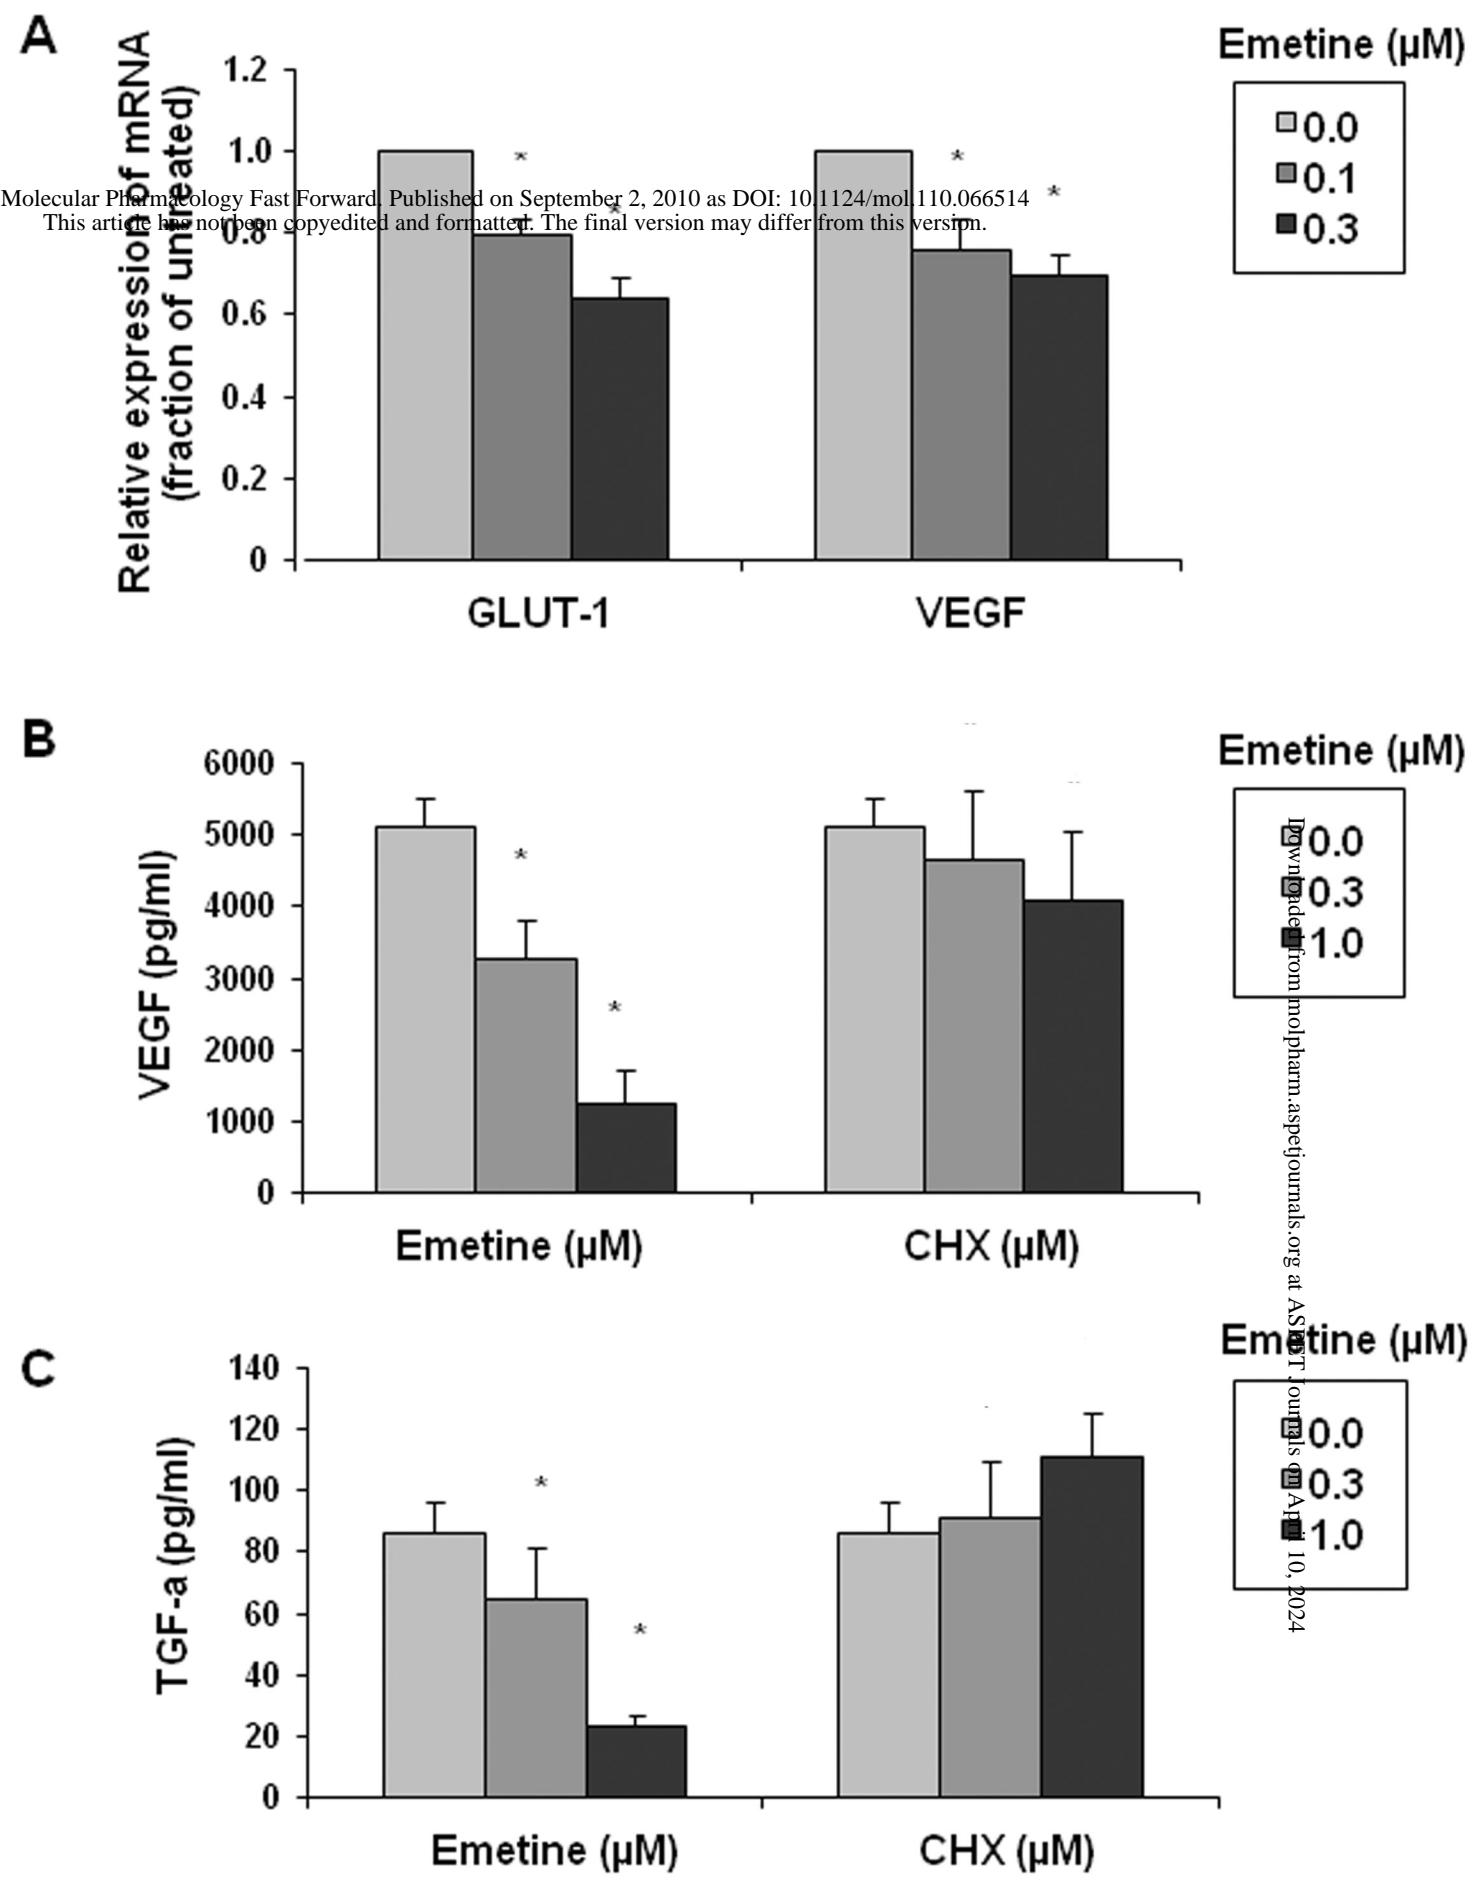 A
Relative expression of mRNA
(fraction of untreated)
1.2
1.0
0.8
0.6
0.4
0.2
0
*
*
*
*
GLUT-1
VEGF
Emetine (µM)
0.0
0.1
0.3
Molecular Pharmacology Fast Forward. Published on September 2, 2010 as DOI: 10.1124/mol.110.066514
This article has not been copyedited and formatted. The final version may differ from this version.
B
VEGF (pg/ml)
6000
5000
4000
3000
2000
1000
0
*
*
Emetine (µM)
CHX (µM)
Emetine (µM)
0.0
0.3
1.0
Downloaded from molpharm.aspetjournals.org at ASPET Journals on April 10, 2024
C
TGF-a (pg/ml)
140
120
100
80
60
40
20
0
*
*
Emetine (µM)
CHX (µM)
Emetine (µM)
0.0
0.3
1.0